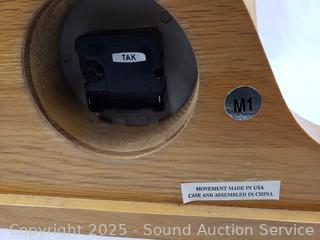 TAK
M1
MOVEMENT MADE IN USA
CASE AND ASSEMBLED IN CHINA
Copyright 2025 - Sound Auction Service